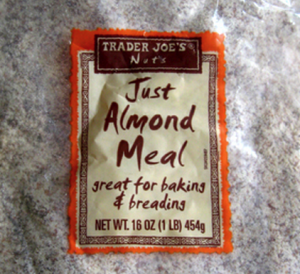 TRADER JOE'S
Nuts
Just
Almond
Meal
great for baking
& breading
NET WT. 16 OZ (1 LB) 454g